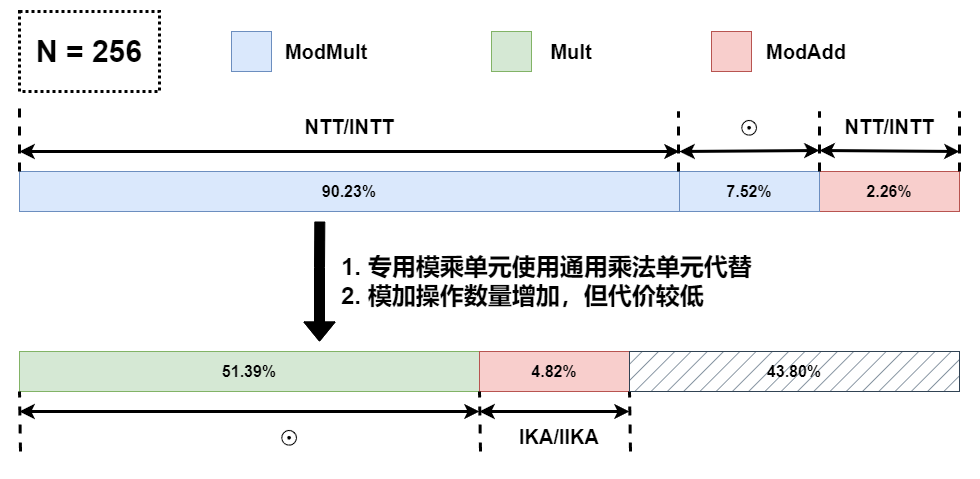 N = 256
ModMult
Mult
ModAdd
NTT/INTT
⊙
NTT/INTT
90.23%
7.52%
2.26%
1. 专用模乘单元使用通用乘法单元代替
2. 模加操作数量增加，但代价较低
51.39%
4.82%
43.80%
⊙
IKA/IIKA